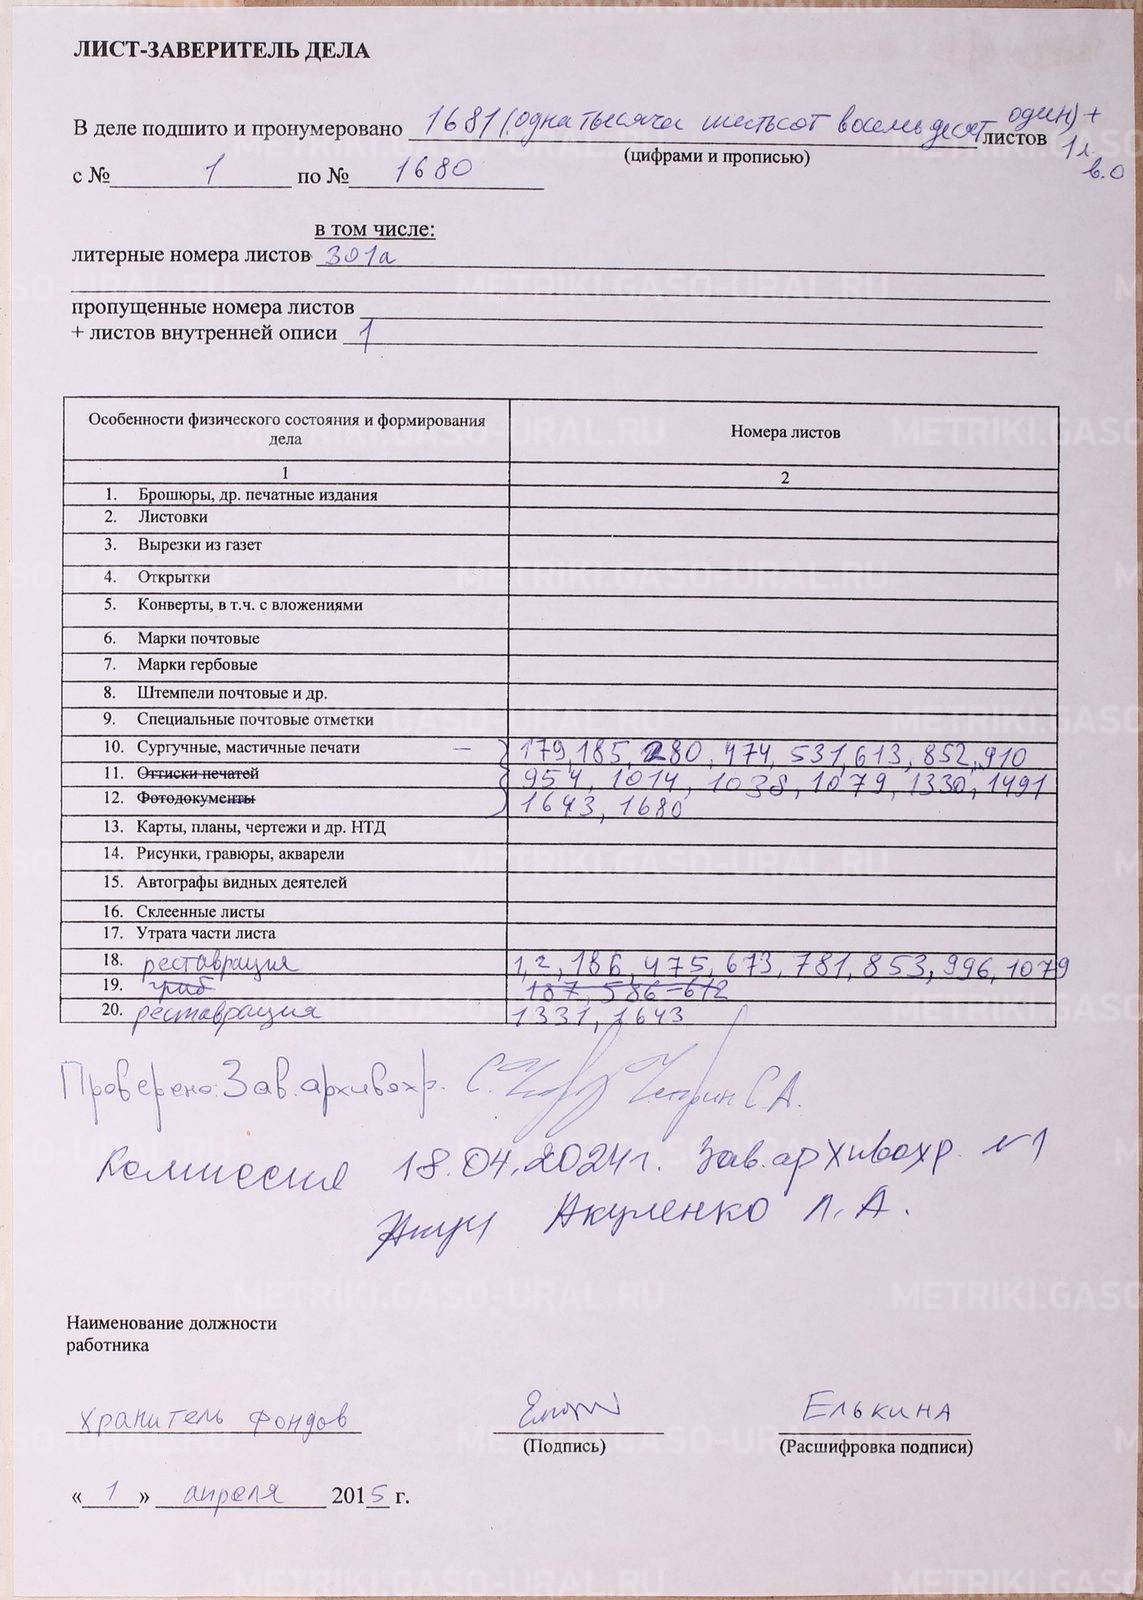 ЛИСТ-ЗАВЕРИТЕЛЬ ДЕЛА
В деле подшито и пронумеровано 1681 (одна тысяча шестьсот восемьдесят один) + листов 1 л. в.о
(цифрами и прописью)
с № 1 по № 1680
в том числе:
литерные номера листов 301а
пропущенные номера листов
+ листов внутренней описи 1
Особенности физического состояния и формирования дела
Номера листов
1
2
1. Брошюры, др. печатные издания
2. Листовки
3. Вырезки из газет
4. Открытки
5. Конверты, в т.ч. с вложениями
6. Марки почтовые
7. Марки гербовые
8. Штемпели почтовые и др.
9. Специальные почтовые отметки
10. Сургучные, мастичные печати – 179, 185, 280, 474, 531, 613, 852, 910
11. Оттиски печатей 954, 1014, 1038, 1079, 1330, 1491
12. Фотодокументы 1643, 1680
13. Карты, планы, чертежи и др. НТД
14. Рисунки, гравюры, акварели
15. Автографы видных деятелей
16. Склеенные листы
17. Утрата части листа
18. реставрация 1, 2, 186, 475, 673, 781, 853, 996, 1079
19. гриб 187, 586-612
20. реставрация 1331, 1643
Проверено: Зав. архивохр. С.А.
Комиссия 18.04.2024г. Зав. архивохр. №1
Акуленко Л.А.
Наименование должности
работника
хранитель фондов
Елькина
(Подпись)
(Расшифровка подписи)
« 1 » апреля 2015 г.
METRIKI.GASO-URAL.RU